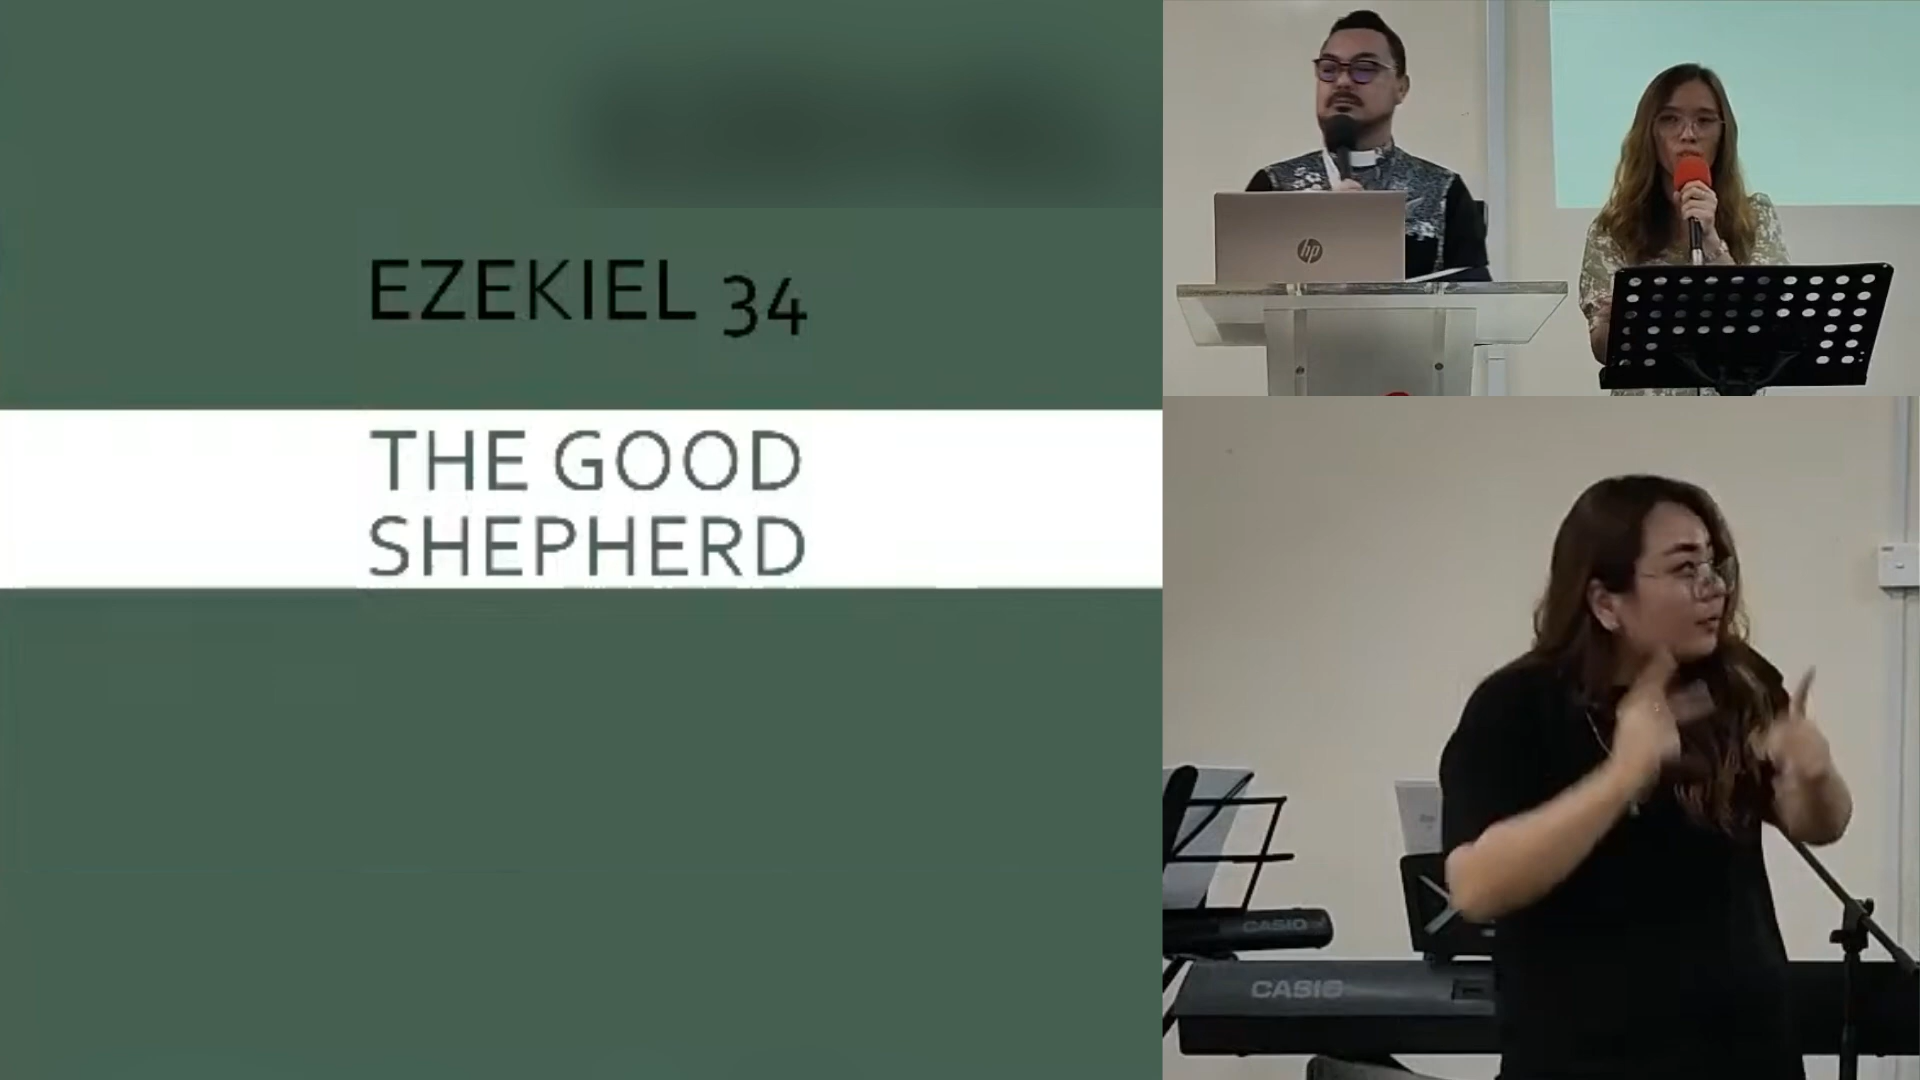 EZEKIEL 34
THE GOOD
SHEPHERD
hp
CASIO
CASIO